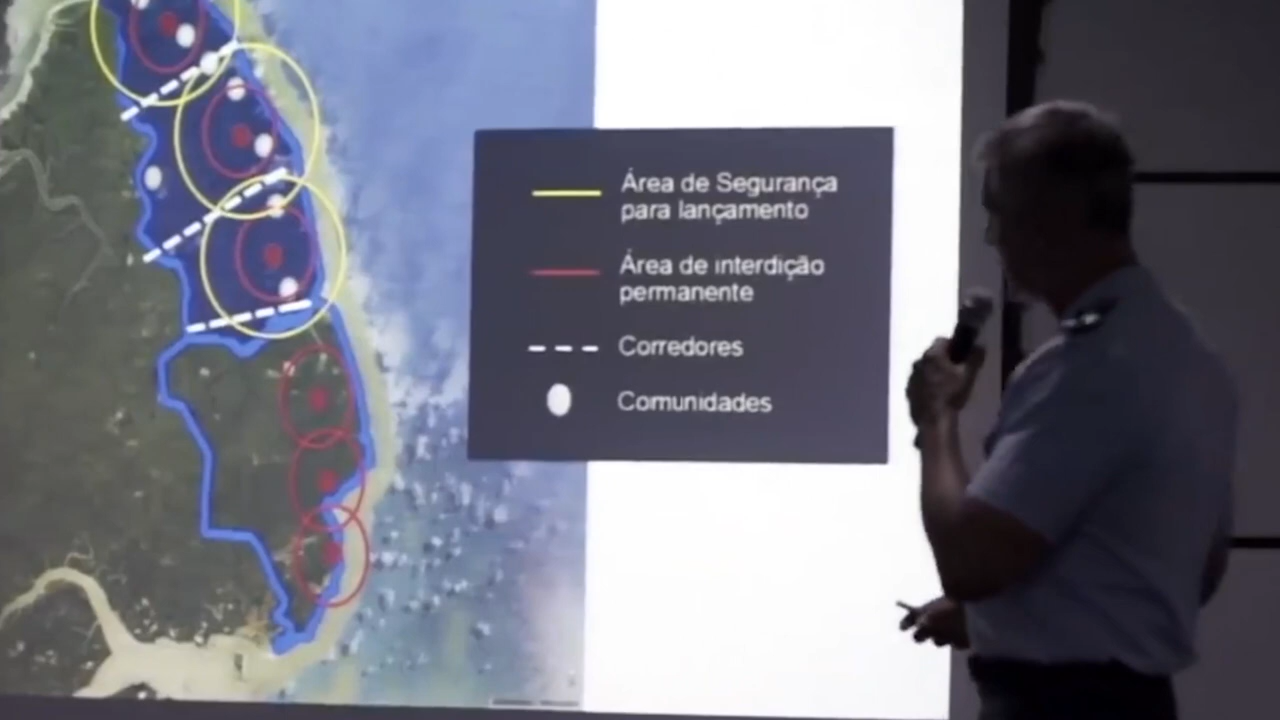 Área de Segurança
para lançamento
Área de interdição
permanente
Corredores
Comunidades